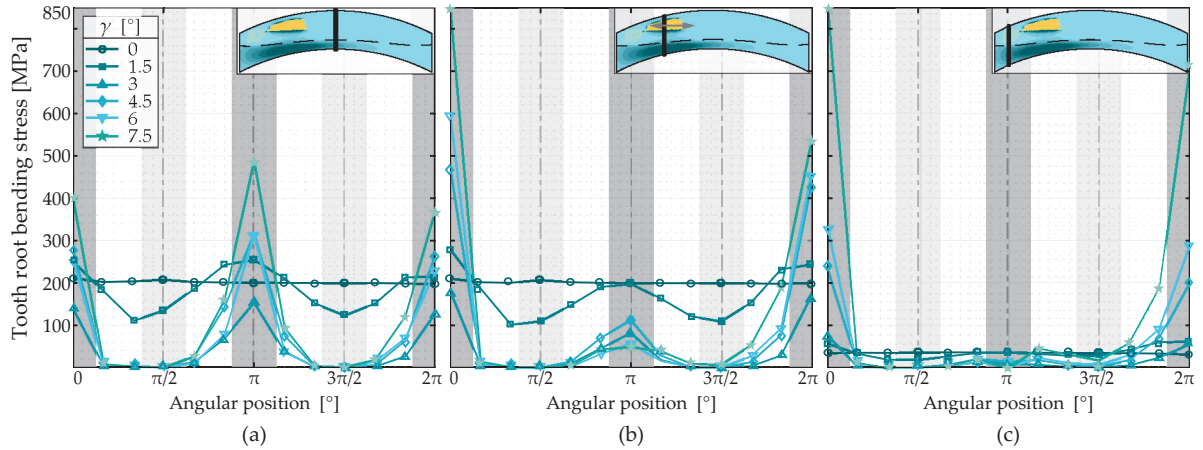 850
800
700
600
500
400
300
200
100
Tooth root bending stress [MPa]
γ [°]
0
1.5
3
4.5
6
7.5
0 π/2 π 3π/2 2π
0 π/2 π 3π/2 2π
0 π/2 π 3π/2 2π
Angular position [°]
Angular position [°]
Angular position [°]
(a)
(b)
(c)